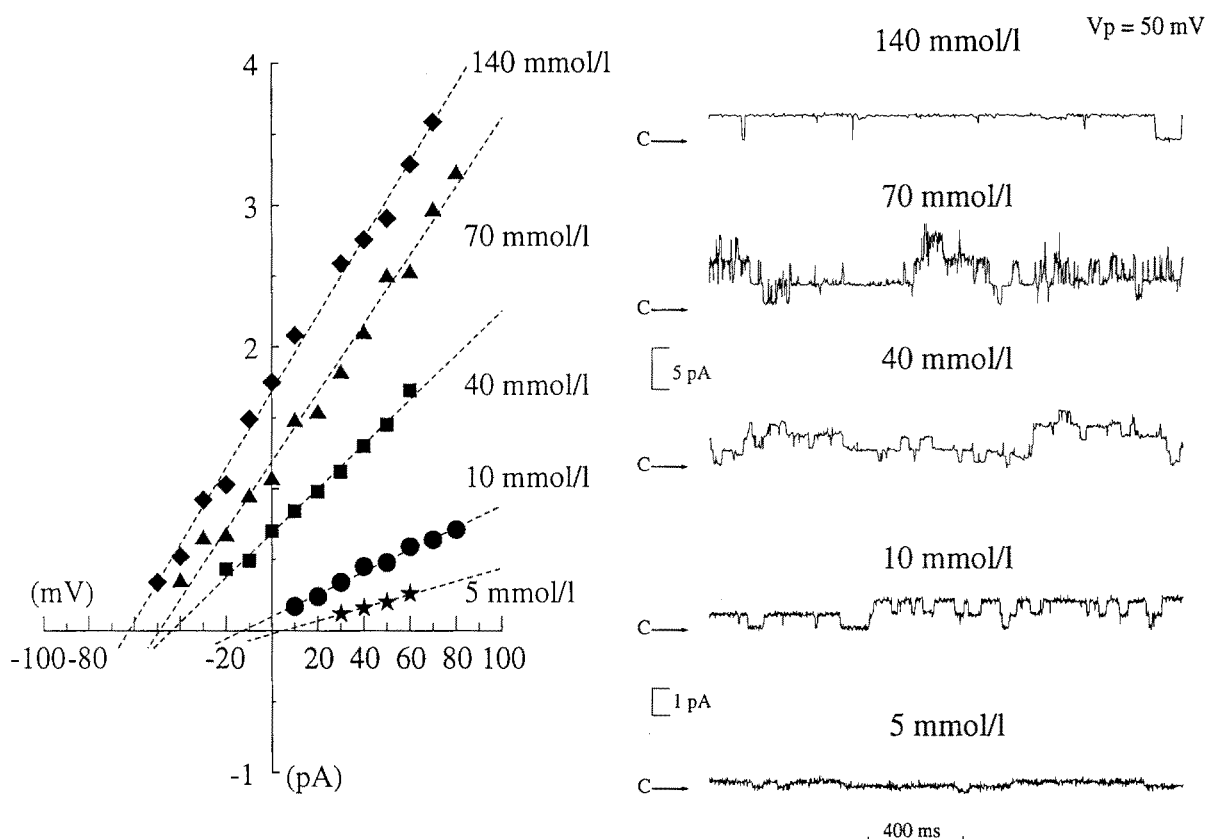 4
3
2
1
-1
(mV)
(pA)
-100 -80
-20
20
40
60
80
100
140 mmol/l
70 mmol/l
40 mmol/l
10 mmol/l
5 mmol/l
Vp = 50 mV
140 mmol/l
C
70 mmol/l
C
5 pA
40 mmol/l
C
10 mmol/l
C
1 pA
5 mmol/l
C
400 ms